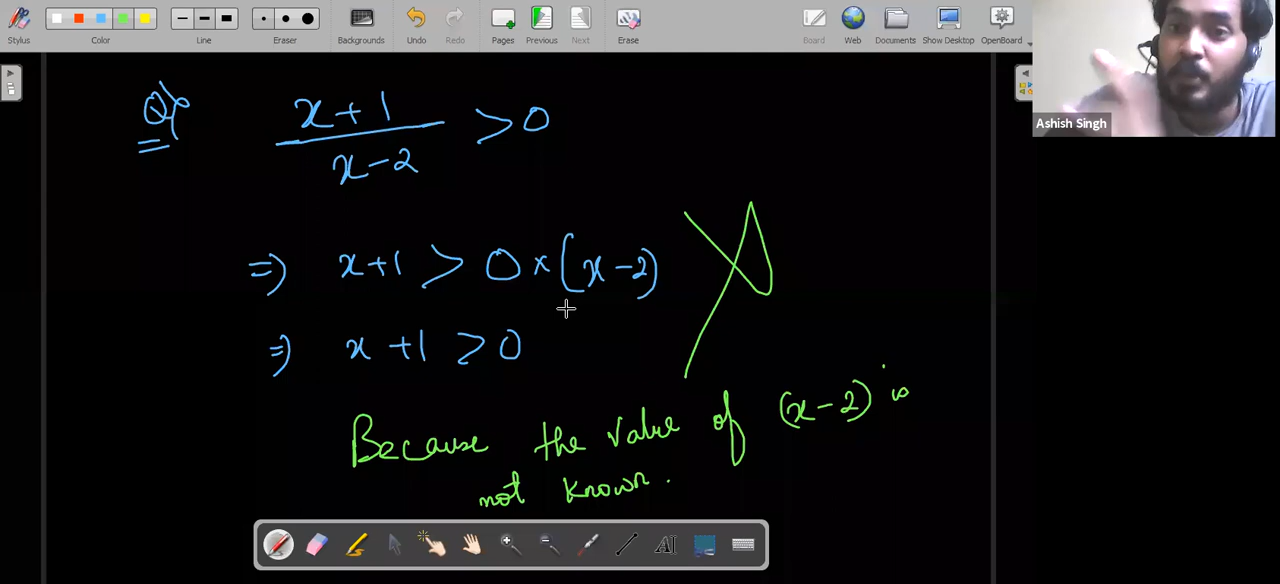 Stylus
Color
Line
Eraser
Backgrounds
Undo
Redo
Pages
Previous
Next
Erase
Board
Web
Documents
Show Desktop
OpenBoard
Ashish Singh
x+1
x-2
>0
=) x+1 > 0×(x-2)
=) x+1 >0
Because the value of (x-2) is
not known.
AI